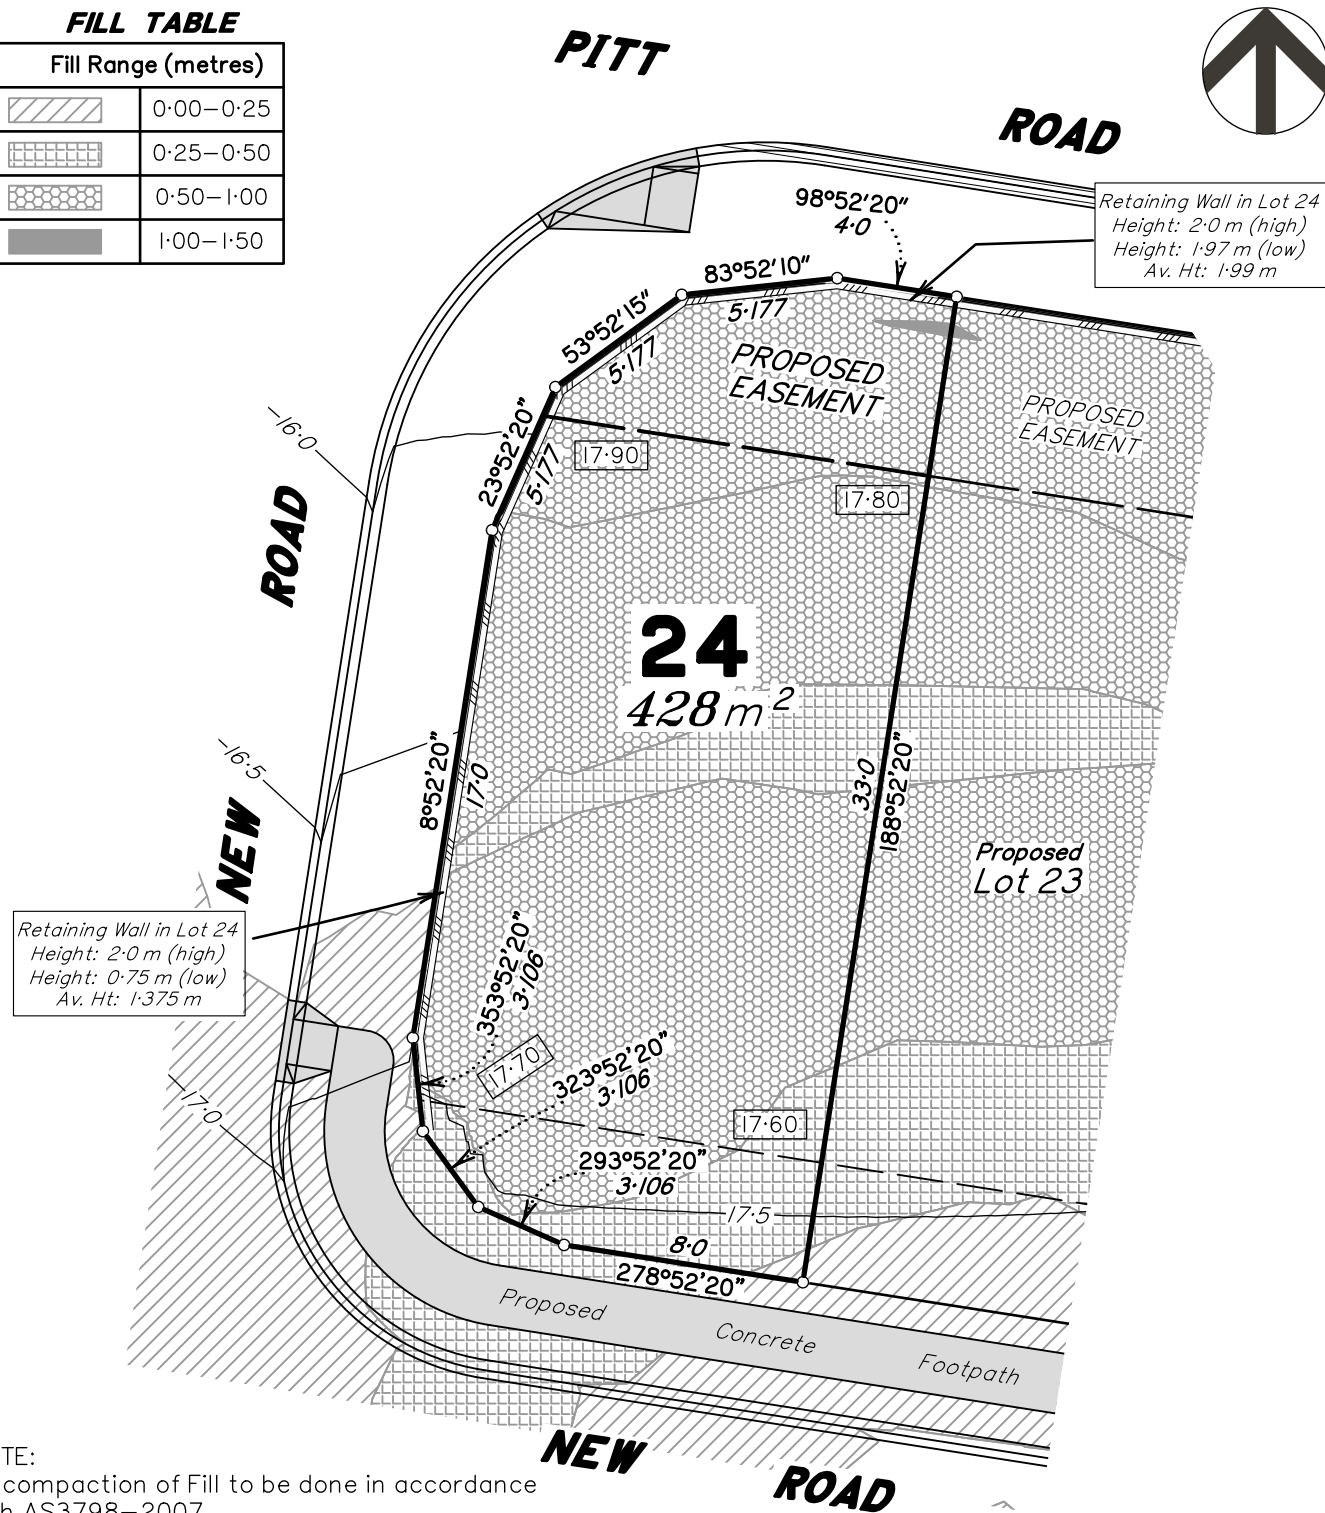 FILL TABLE
Fill Range (metres)
0·00–0·25
0·25–0·50
0·50–1·00
1·00–1·50
PITT
ROAD
Retaining Wall in Lot 24
Height: 2·0 m (high)
Height: 1·97 m (low)
Av. Ht: 1·99 m
98°52'20"
4·0
83°52'10"
5·177
53°52'15"
5·177
23°52'20"
5·177
PROPOSED
EASEMENT
PROPOSED
EASEMENT
17·90
17·80
16·0
ROAD
24
428 m²
8°52'20"
17·0
33·0
188°52'20"
16·5
NEW
Proposed
Lot 23
Retaining Wall in Lot 24
Height: 2·0 m (high)
Height: 0·75 m (low)
Av. Ht: 1·375 m
353°52'20"
3·106
17·70
323°52'20"
3·106
17·60
293°52'20"
3·106
17·0
17·5
8·0
278°52'20"
Proposed Concrete Footpath
NEW
ROAD
TE:
compaction of Fill to be done in accordance
h AS3798–2007